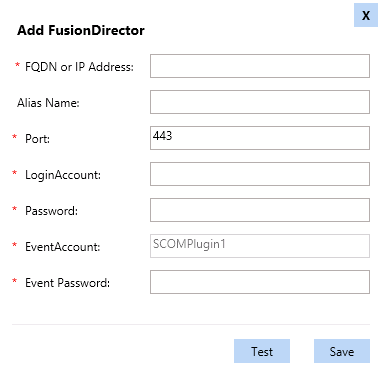 X
Add FusionDirector
* FQDN or IP Address:
Alias Name:
* Port: 443
* LoginAccount:
* Password:
* EventAccount: SCOMPlugin1
* Event Password:
Test Save